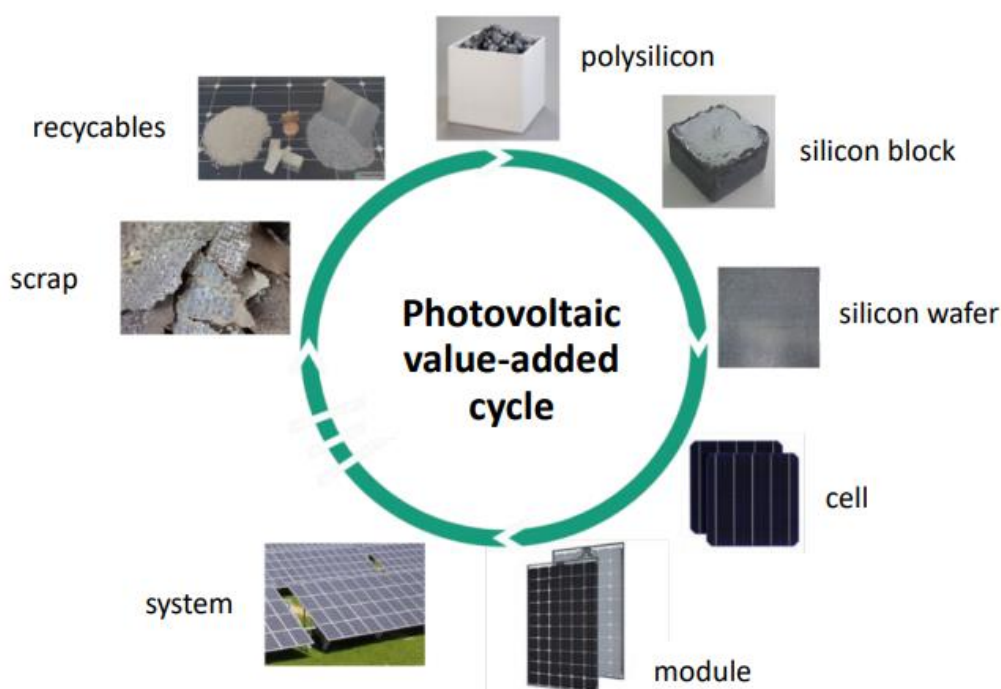 polysilicon
recycables
silicon block
scrap
silicon wafer
Photovoltaic
value-added
cycle
cell
system
module